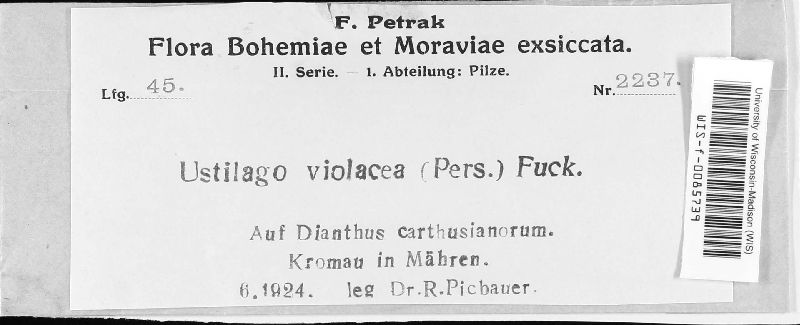 F. Petrak
Flora Bohemiae et Moraviae exsiccata.
II. Serie. – 1. Abteilung: Pilze.
Lfg. 45.
Nr. 2237.
Ustilago violacea (Pers.) Fuck.
Auf Dianthus carthusianorum.
Kromau in Mähren.
6.1924. leg Dr.R.Picbauer.
University of Wisconsin-Madison (WIS)
WIS-f-0085739